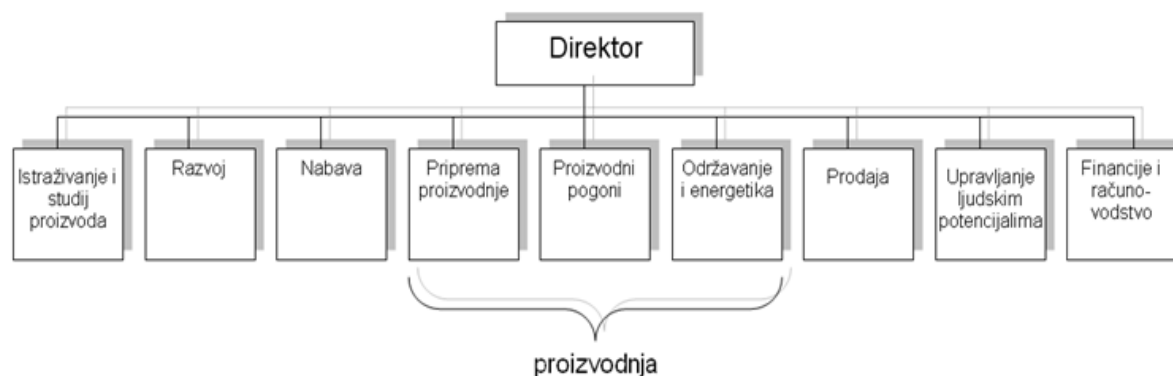 Direktor
Istraživanje i
studij
proizvoda
Razvoj
Nabava
Priprema
proizvodnje
Proizvodni
pogoni
Održavanje
i energetika
Prodaja
Upravljanje
ljudskim
potencijalima
Financije i
računo-
vodstvo
proizvodnja